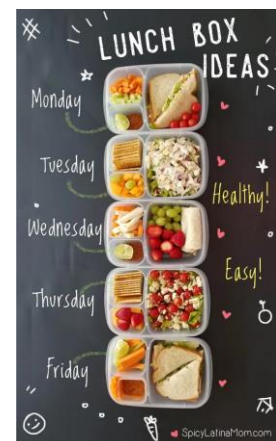 LUNCH BOX
IDEAS
Monday
Tuesday
Healthy!
Wednesday
Easy!
Thursday
Friday
SpicyLatinaMom.com